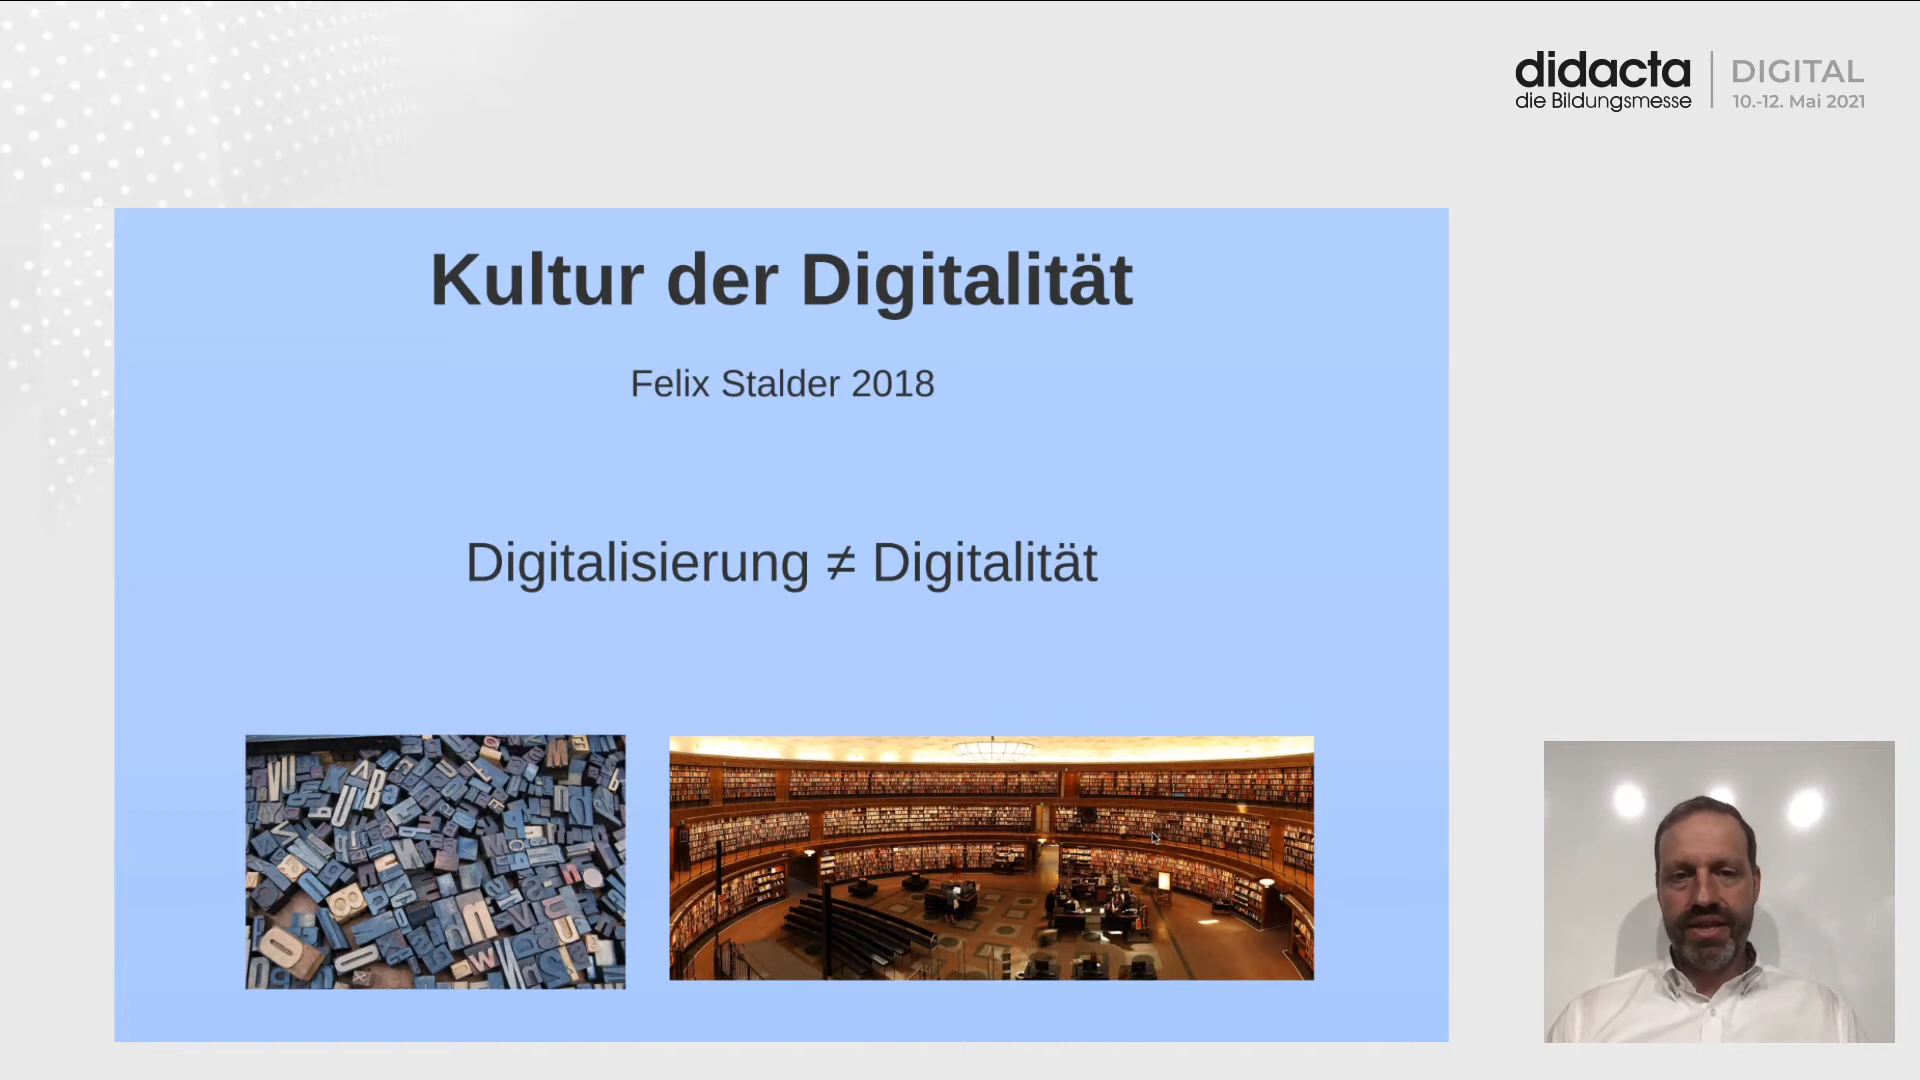 didacta
die Bildungsmesse
DIGITAL
10.-12. Mai 2021
Kultur der Digitalität
Felix Stalder 2018
Digitalisierung ≠ Digitalität